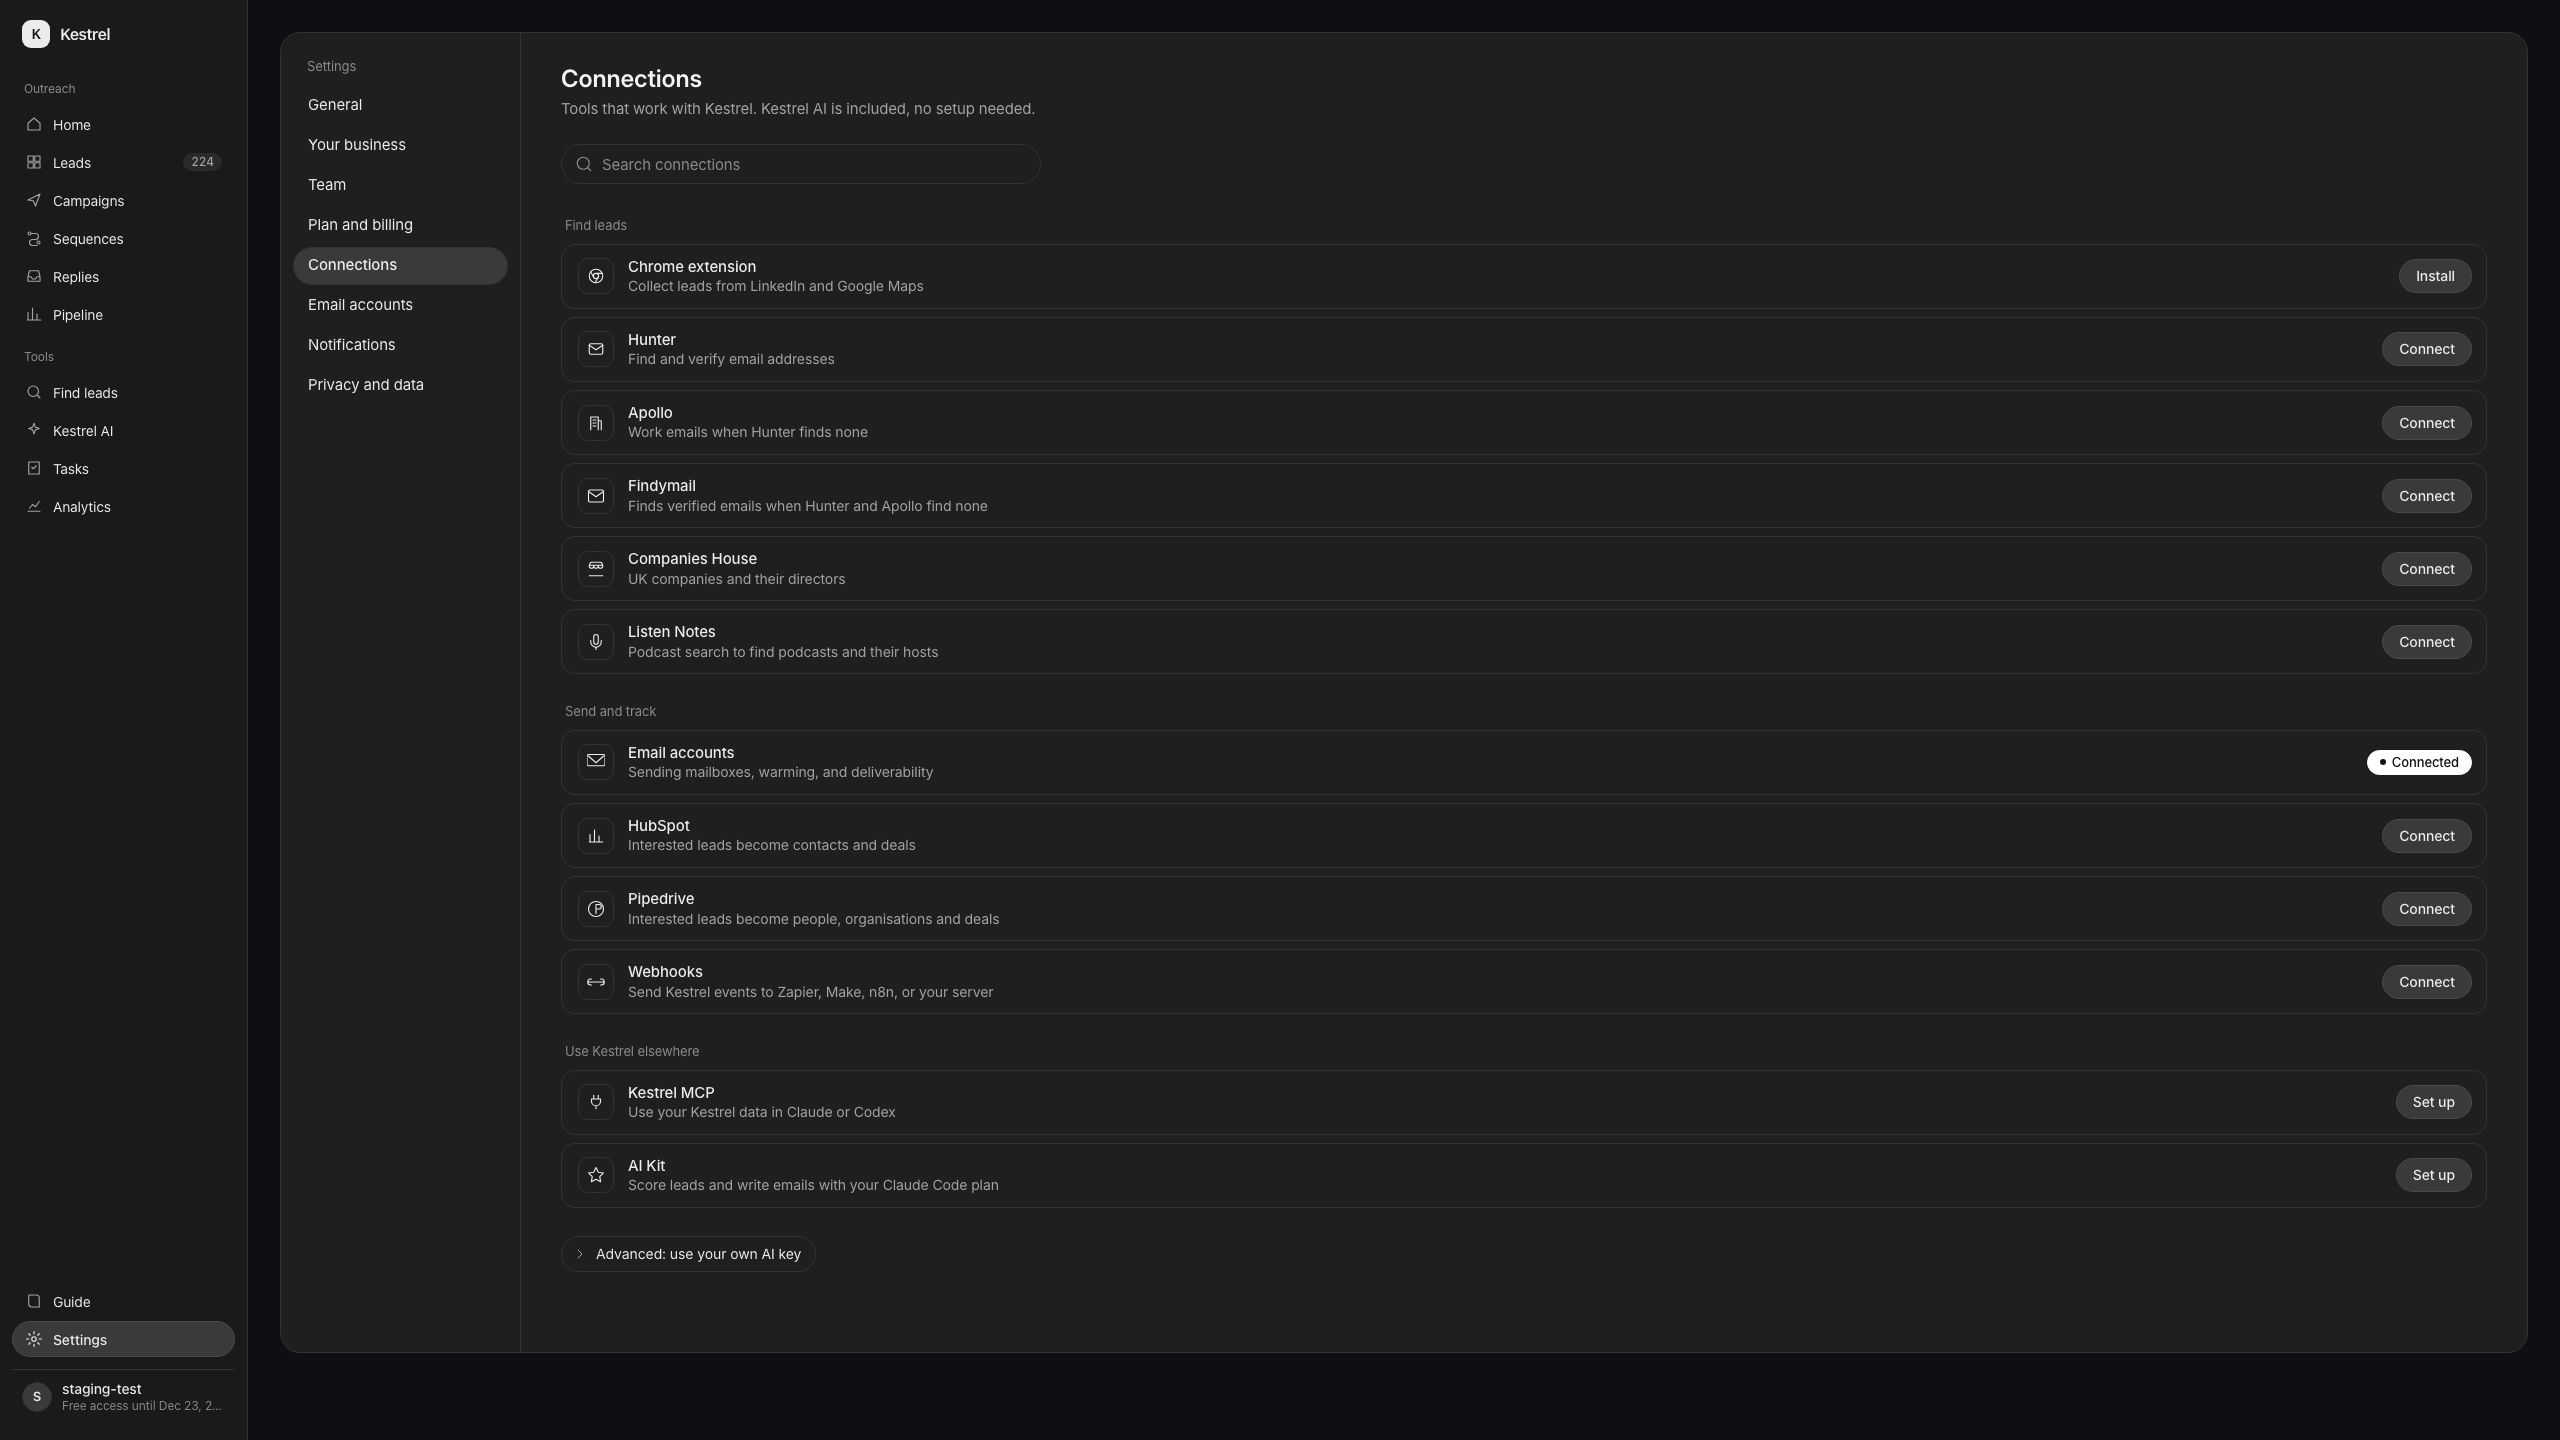 K Kestrel
Outreach
Home
Leads 224
Campaigns
Sequences
Replies
Pipeline
Tools
Find leads
Kestrel AI
Tasks
Analytics
Guide
Settings
S
staging-test
Free access until Dec 23, 2...
Settings
General
Your business
Team
Plan and billing
Connections
Email accounts
Notifications
Privacy and data
Connections
Tools that work with Kestrel. Kestrel AI is included, no setup needed.
Search connections
Find leads
Chrome extension
Collect leads from LinkedIn and Google Maps
Install
Hunter
Find and verify email addresses
Connect
Apollo
Work emails when Hunter finds none
Connect
Findymail
Finds verified emails when Hunter and Apollo find none
Connect
Companies House
UK companies and their directors
Connect
Listen Notes
Podcast search to find podcasts and their hosts
Connect
Send and track
Email accounts
Sending mailboxes, warming, and deliverability
Connected
HubSpot
Interested leads become contacts and deals
Connect
Pipedrive
Interested leads become people, organisations and deals
Connect
Webhooks
Send Kestrel events to Zapier, Make, n8n, or your server
Connect
Use Kestrel elsewhere
Kestrel MCP
Use your Kestrel data in Claude or Codex
Set up
AI Kit
Score leads and write emails with your Claude Code plan
Set up
Advanced: use your own AI key